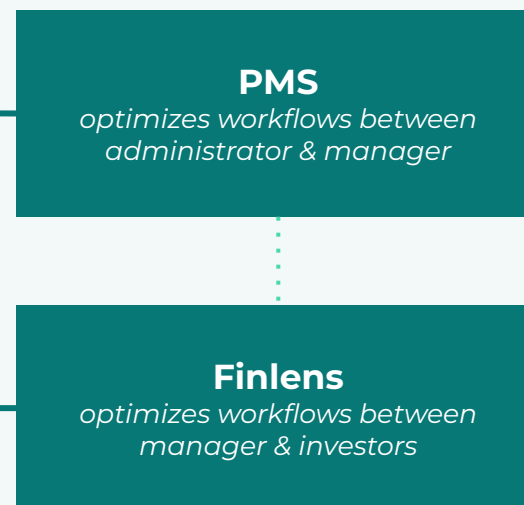 PMS
optimizes workflows between
administrator & manager
Finlens
optimizes workflows between
manager & investors